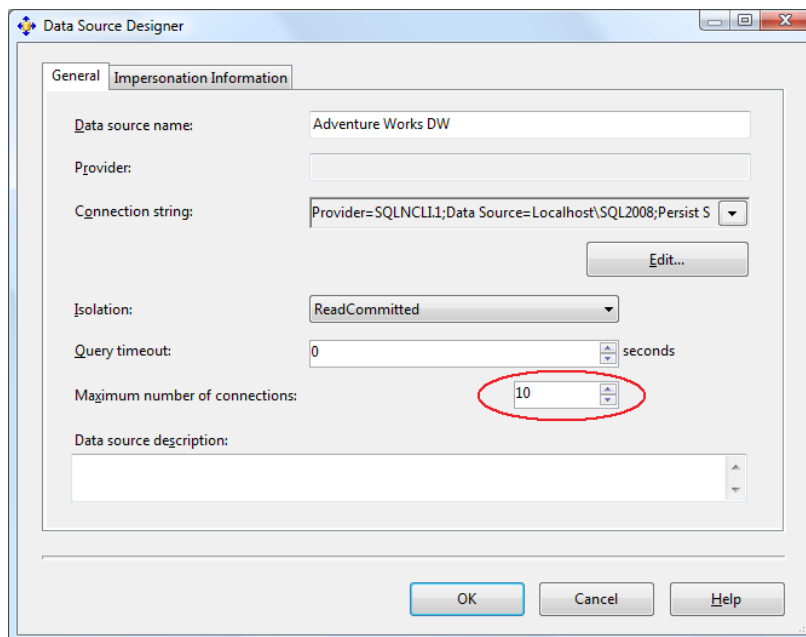 Data Source Designer
General Impersonation Information
Data source name: Adventure Works DW
Provider:
Connection string: Provider=SQLNCLI.1;Data Source=Localhost\SQL2008;Persist S
Edit...
Isolation: ReadCommitted
Query timeout: 0 seconds
Maximum number of connections: 10
Data source description:
OK Cancel Help